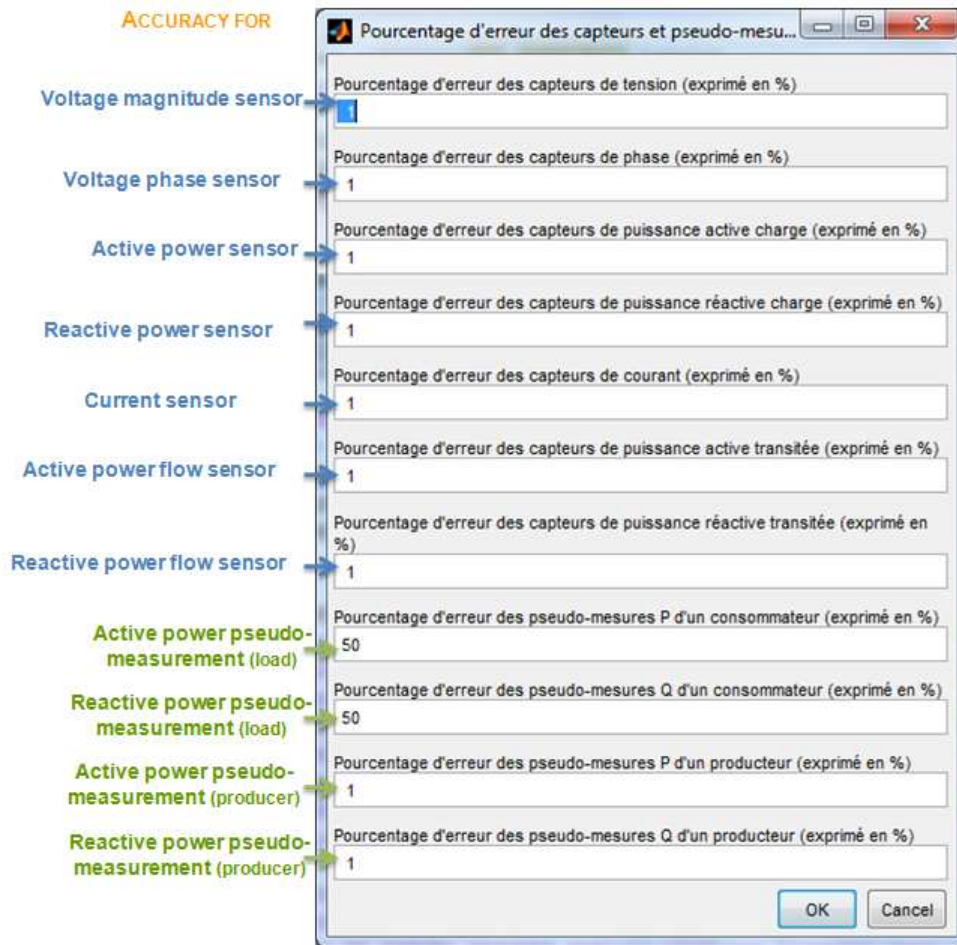 ACCURACY FOR
Pourcentage d'erreur des capteurs et pseudo-mesu...
Voltage magnitude sensor
Pourcentage d'erreur des capteurs de tension (exprimé en %)
1
Voltage phase sensor
Pourcentage d'erreur des capteurs de phase (exprimé en %)
1
Active power sensor
Pourcentage d'erreur des capteurs de puissance active charge (exprimé en %)
1
Reactive power sensor
Pourcentage d'erreur des capteurs de puissance réactive charge (exprimé en %)
1
Current sensor
Pourcentage d'erreur des capteurs de courant (exprimé en %)
1
Active power flow sensor
Pourcentage d'erreur des capteurs de puissance active transitée (exprimé en %)
1
Reactive power flow sensor
Pourcentage d'erreur des capteurs de puissance réactive transitée (exprimé en
%)
1
Active power pseudo-
measurement (load)
Pourcentage d'erreur des pseudo-mesures P d'un consommateur (exprimé en %)
50
Reactive power pseudo-
measurement (load)
Pourcentage d'erreur des pseudo-mesures Q d'un consommateur (exprimé en %)
50
Active power pseudo-
measurement (producer)
Pourcentage d'erreur des pseudo-mesures P d'un producteur (exprimé en %)
1
Reactive power pseudo-
measurement (producer)
Pourcentage d'erreur des pseudo-mesures Q d'un producteur (exprimé en %)
1
OK
Cancel